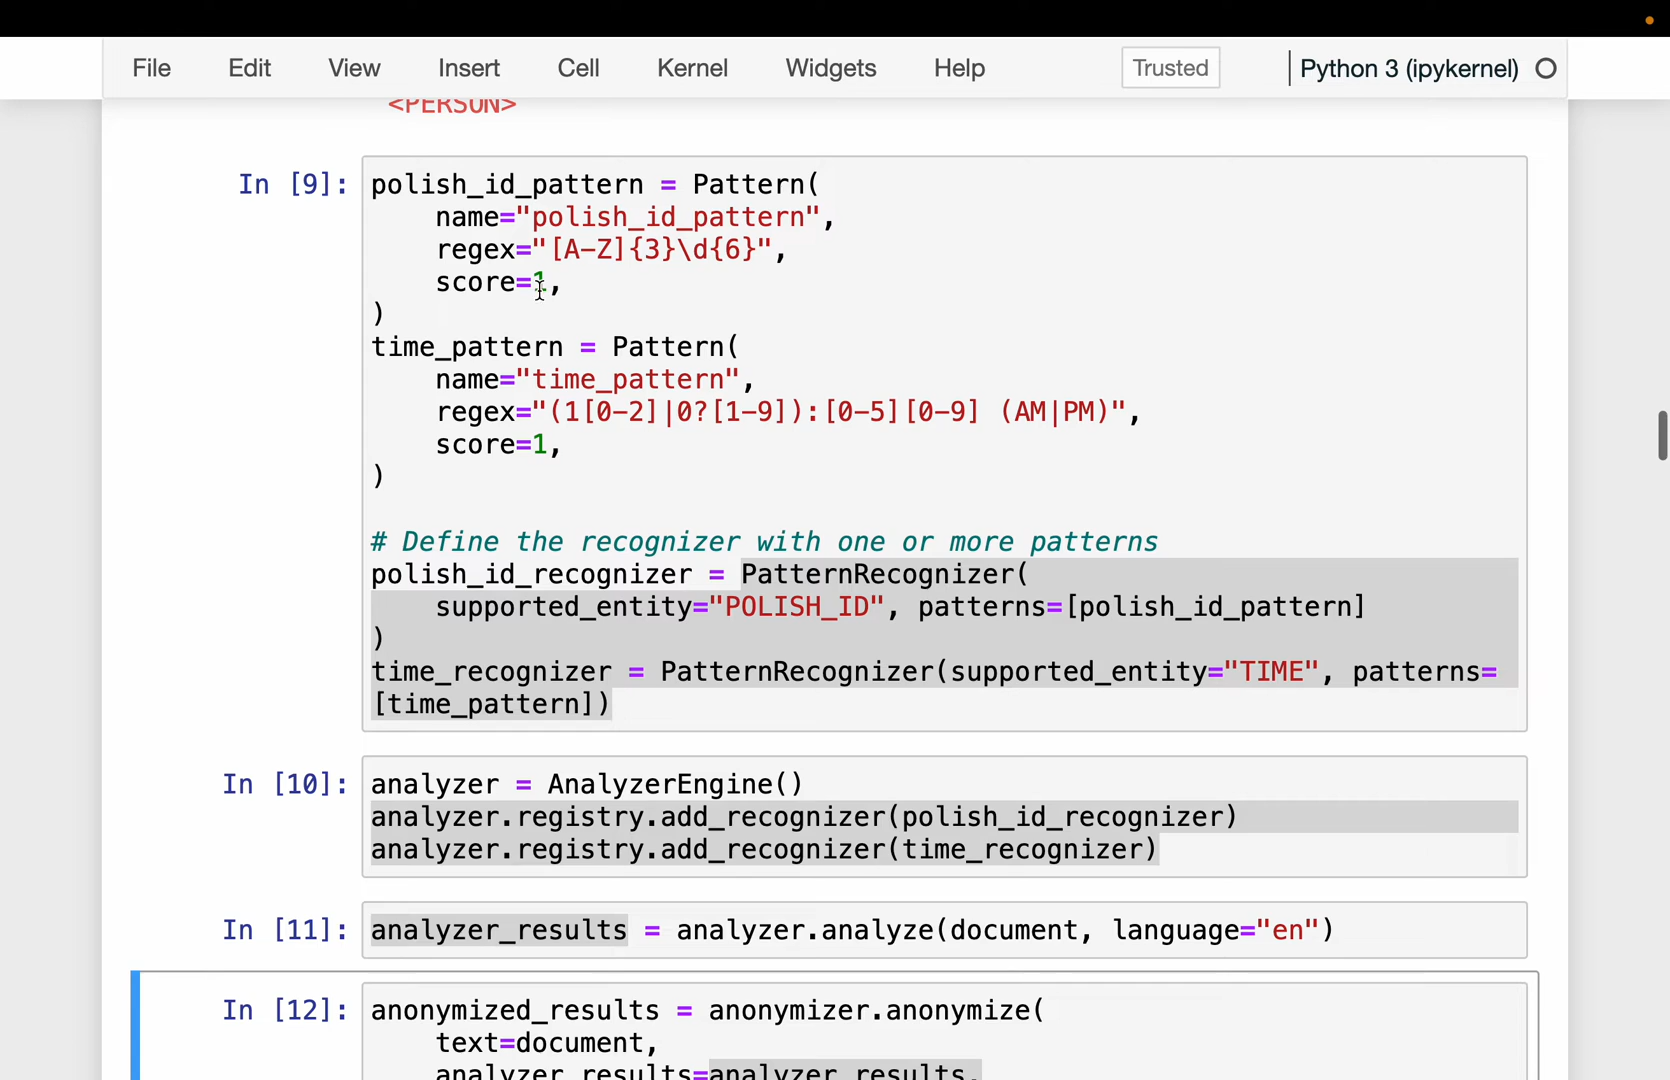 File Edit View Insert Cell Kernel Widgets Help Trusted Python 3 (ipykernel)
<PERSON>
In [9]: polish_id_pattern = Pattern(
name="polish_id_pattern",
regex="[A-Z]{3}\d{6}",
score=1,
)
time_pattern = Pattern(
name="time_pattern",
regex="(1[0-2]|0?[1-9]):[0-5][0-9] (AM|PM)",
score=1,
)
# Define the recognizer with one or more patterns
polish_id_recognizer = PatternRecognizer(
supported_entity="POLISH_ID", patterns=[polish_id_pattern]
)
time_recognizer = PatternRecognizer(supported_entity="TIME", patterns=
[time_pattern])
In [10]: analyzer = AnalyzerEngine()
analyzer.registry.add_recognizer(polish_id_recognizer)
analyzer.registry.add_recognizer(time_recognizer)
In [11]: analyzer_results = analyzer.analyze(document, language="en")
In [12]: anonymized_results = anonymizer.anonymize(
text=document,
analyzer_results=analyzer_results,